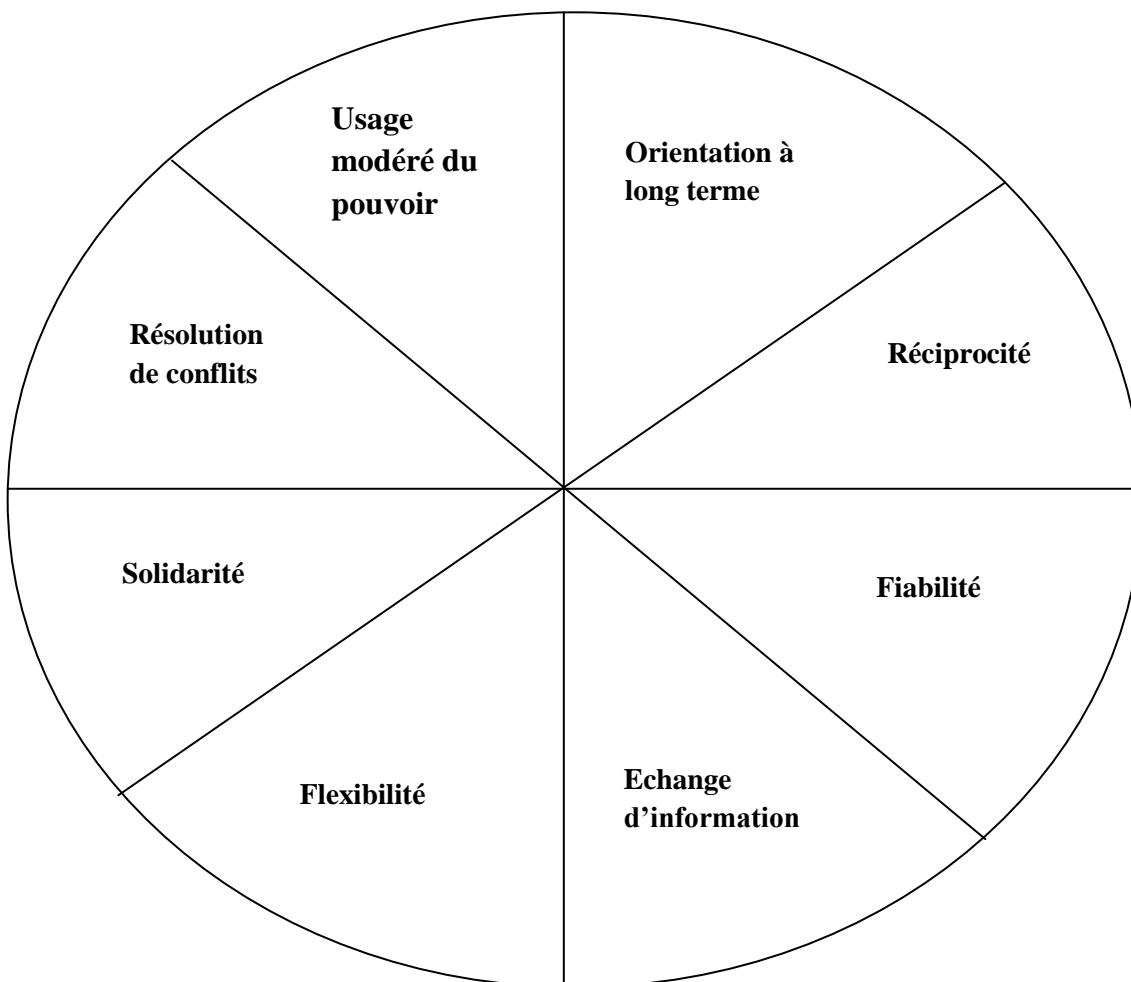 Usage
modéré du
pouvoir
Orientation à
long terme
Résolution
de conflits
Réciprocité
Solidarité
Fiabilité
Flexibilité
Echange
d’information